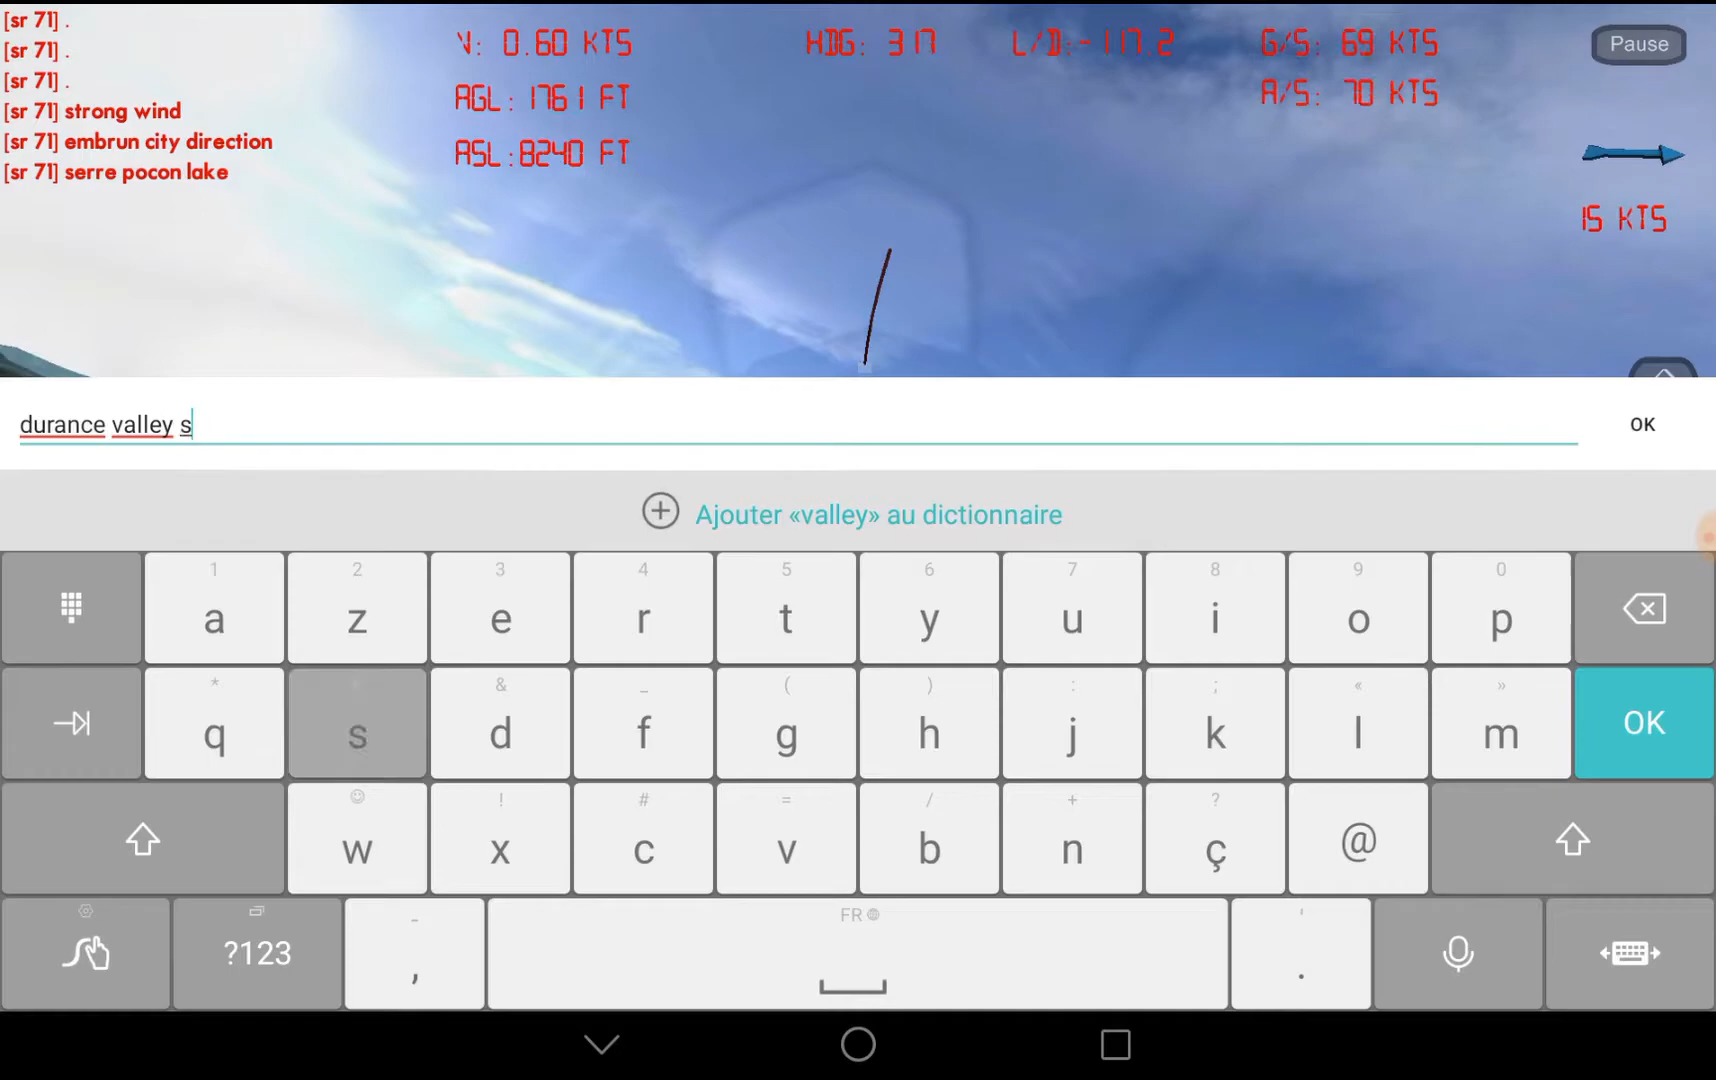 [sr 71] .
[sr 71] .
[sr 71] .
[sr 71] strong wind
[sr 71] embrun city direction
[sr 71] serre pocon lake
V: 0.60 KTS
AGL: 1761 FT
ASL:8240 FT
HDG: 317
L/D:-117.2
G/S: 69 KTS
A/S: 70 KTS
Pause
15 KTS
durance valley s
OK
Ajouter «valley» au dictionnaire
1 2 3 4 5 6 7 8 9 0
a z e r t y u i o p
* & _ ( ) : ; « »
q s d f g h j k l m OK
! # = / + ?
w x c v b n ç @
- FR '
?123 , .